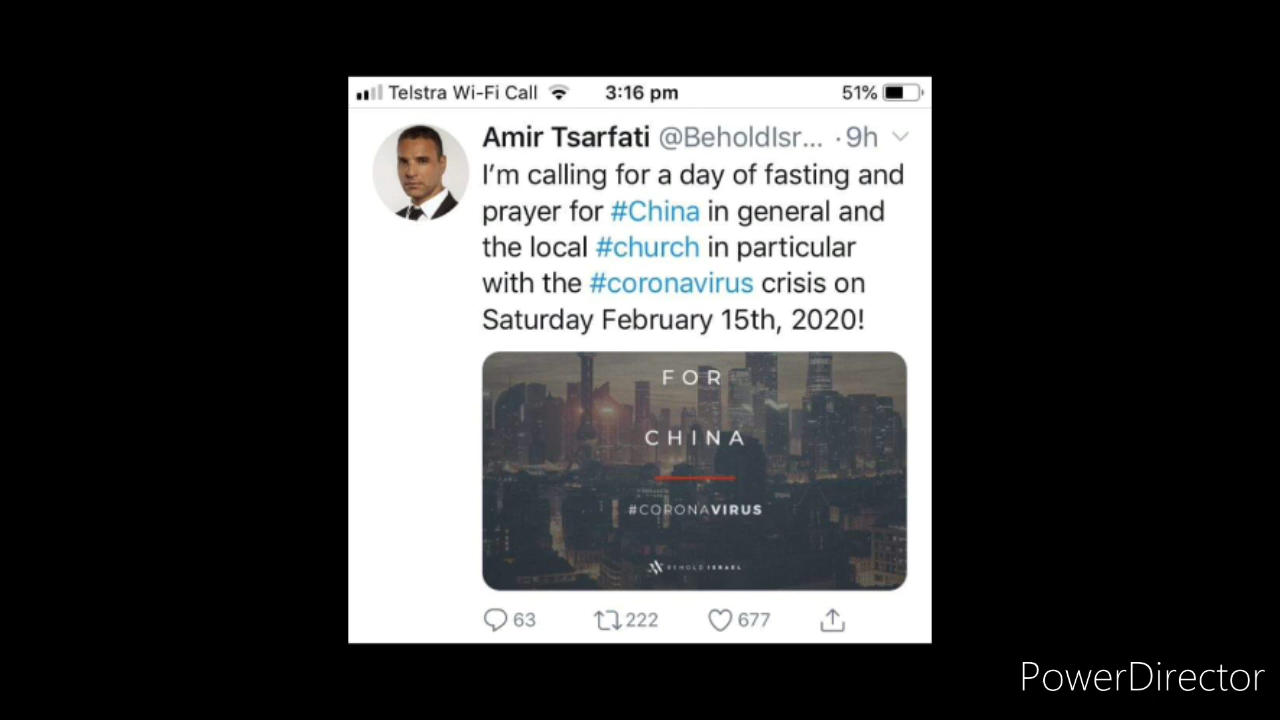 Telstra Wi-Fi Call 3:16 pm 51%
Amir Tsarfati @BeholdIsr... · 9h
I’m calling for a day of fasting and
prayer for #China in general and
the local #church in particular
with the #coronavirus crisis on
Saturday February 15th, 2020!
FOR
CHINA
#CORONAVIRUS
BEHOLD ISRAEL
63 222 677
PowerDirector